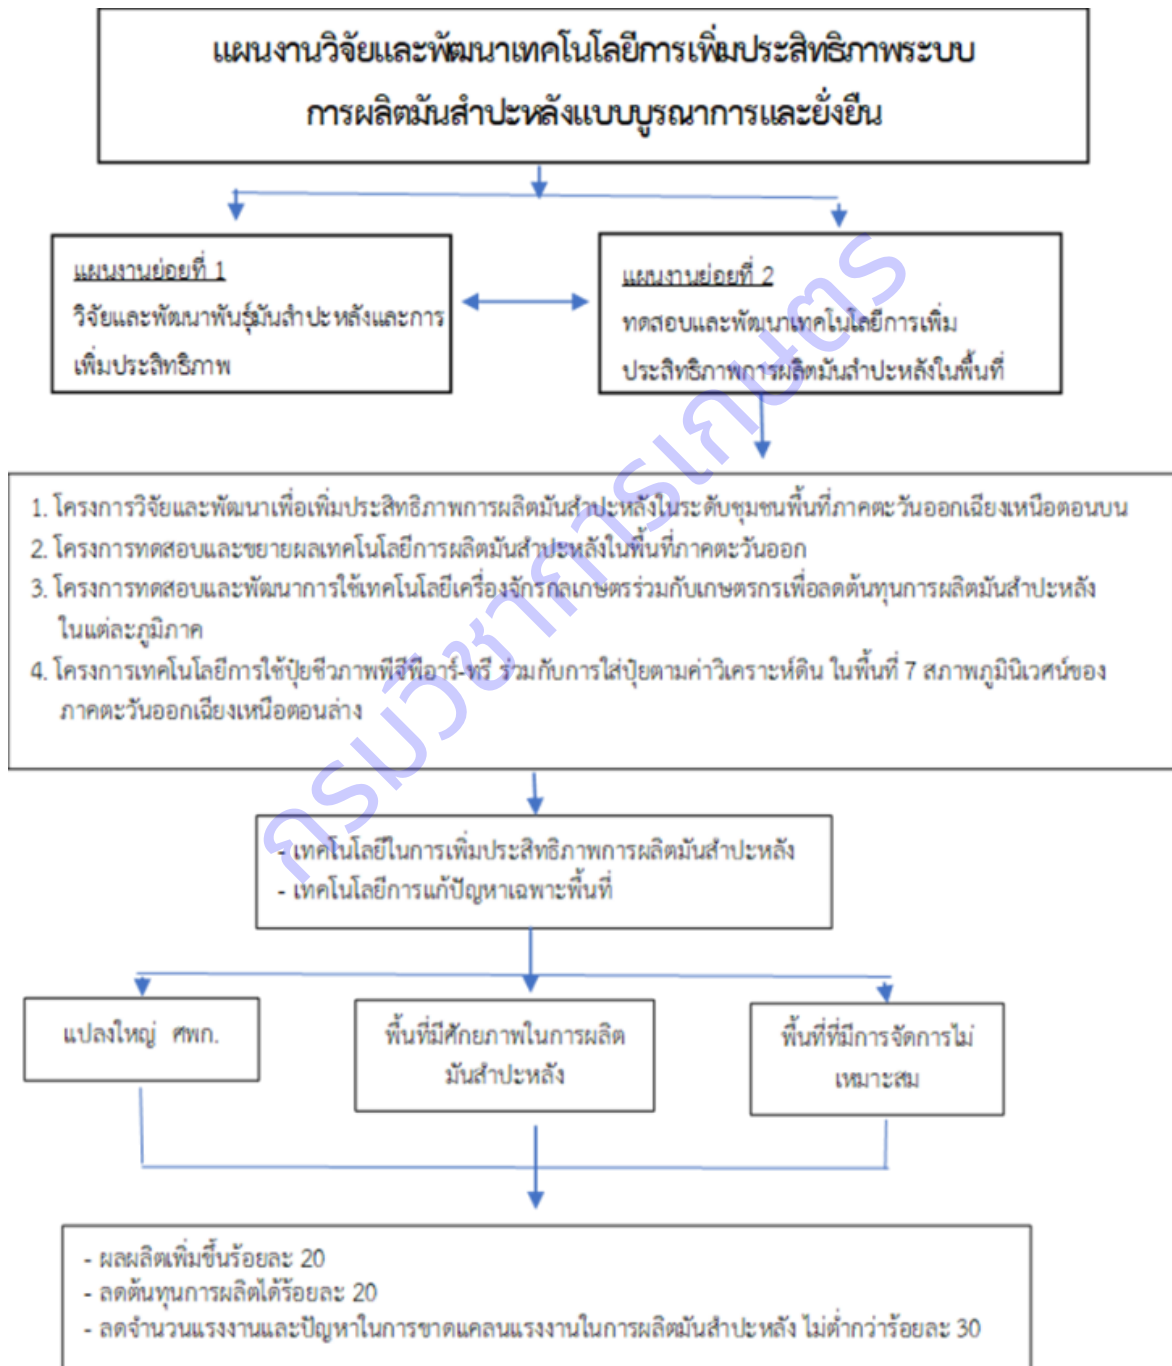 แผนงานวิจัยและพัฒนาเทคโนโลยีการเพิ่มประสิทธิภาพระบบ
การผลิตมันสำปะหลังแบบบูรณาการและยั่งยืน
แผนงานย่อยที่ 1
วิจัยและพัฒนาพันธุ์มันสำปะหลังและการ
เพิ่มประสิทธิภาพ
แผนงานย่อยที่ 2
ทดสอบและพัฒนาเทคโนโลยีการเพิ่ม
ประสิทธิภาพการผลิตมันสำปะหลังในพื้นที่
1. โครงการวิจัยและพัฒนาเพื่อเพิ่มประสิทธิภาพการผลิตมันสำปะหลังในระดับชุมชนพื้นที่ภาคตะวันออกเฉียงเหนือตอนบน
2. โครงการทดสอบและขยายผลเทคโนโลยีการผลิตมันสำปะหลังในพื้นที่ภาคตะวันออก
3. โครงการทดสอบและพัฒนาการใช้เทคโนโลยีเครื่องจักรกลเกษตรร่วมกับเกษตรกรเพื่อลดต้นทุนการผลิตมันสำปะหลัง
ในแต่ละภูมิภาค
4. โครงการเทคโนโลยีการใช้ปุ๋ยชีวภาพพีจีพีอาร์-ทรี ร่วมกับการใส่ปุ๋ยตามค่าวิเคราะห์ดิน ในพื้นที่ 7 สภาพภูมินิเวศน์ของ
ภาคตะวันออกเฉียงเหนือตอนล่าง
- เทคโนโลยีในการเพิ่มประสิทธิภาพการผลิตมันสำปะหลัง
- เทคโนโลยีการแก้ปัญหาเฉพาะพื้นที่
แปลงใหญ่ ศพก.
พื้นที่มีศักยภาพในการผลิต
มันสำปะหลัง
พื้นที่ที่มีการจัดการไม่
เหมาะสม
- ผลผลิตเพิ่มขึ้นร้อยละ 20
- ลดต้นทุนการผลิตได้ร้อยละ 20
- ลดจำนวนแรงงานและปัญหาในการขาดแคลนแรงงานในการผลิตมันสำปะหลัง ไม่ต่ำกว่าร้อยละ 30
กรมวิชาการเกษตร